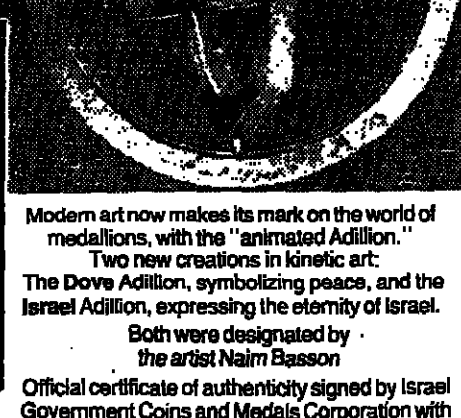 Modern art now makes its mark on the world of
medallions, with the "animated Adillion."
Two new creations in kinetic art:
The Dove Adillion, symbolizing peace, and the
Israel Adillion, expressing the eternity of Israel.
Both were designated by
the artist Naim Basson
Official certificate of authenticity signed by Israel
Government Coins and Medals Corporation with